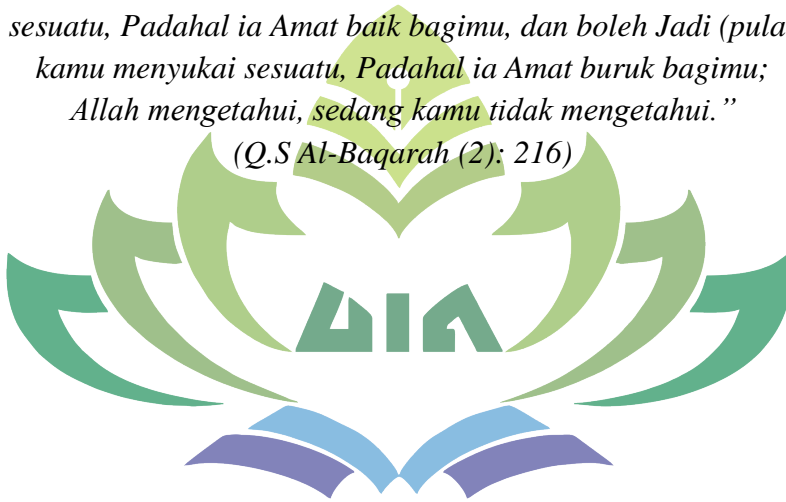 sesuatu, Padahal ia Amat baik bagimu, dan boleh Jadi (pula
kamu menyukai sesuatu, Padahal ia Amat buruk bagimu;
Allah mengetahui, sedang kamu tidak mengetahui.”
(Q.S Al-Baqarah (2): 216)